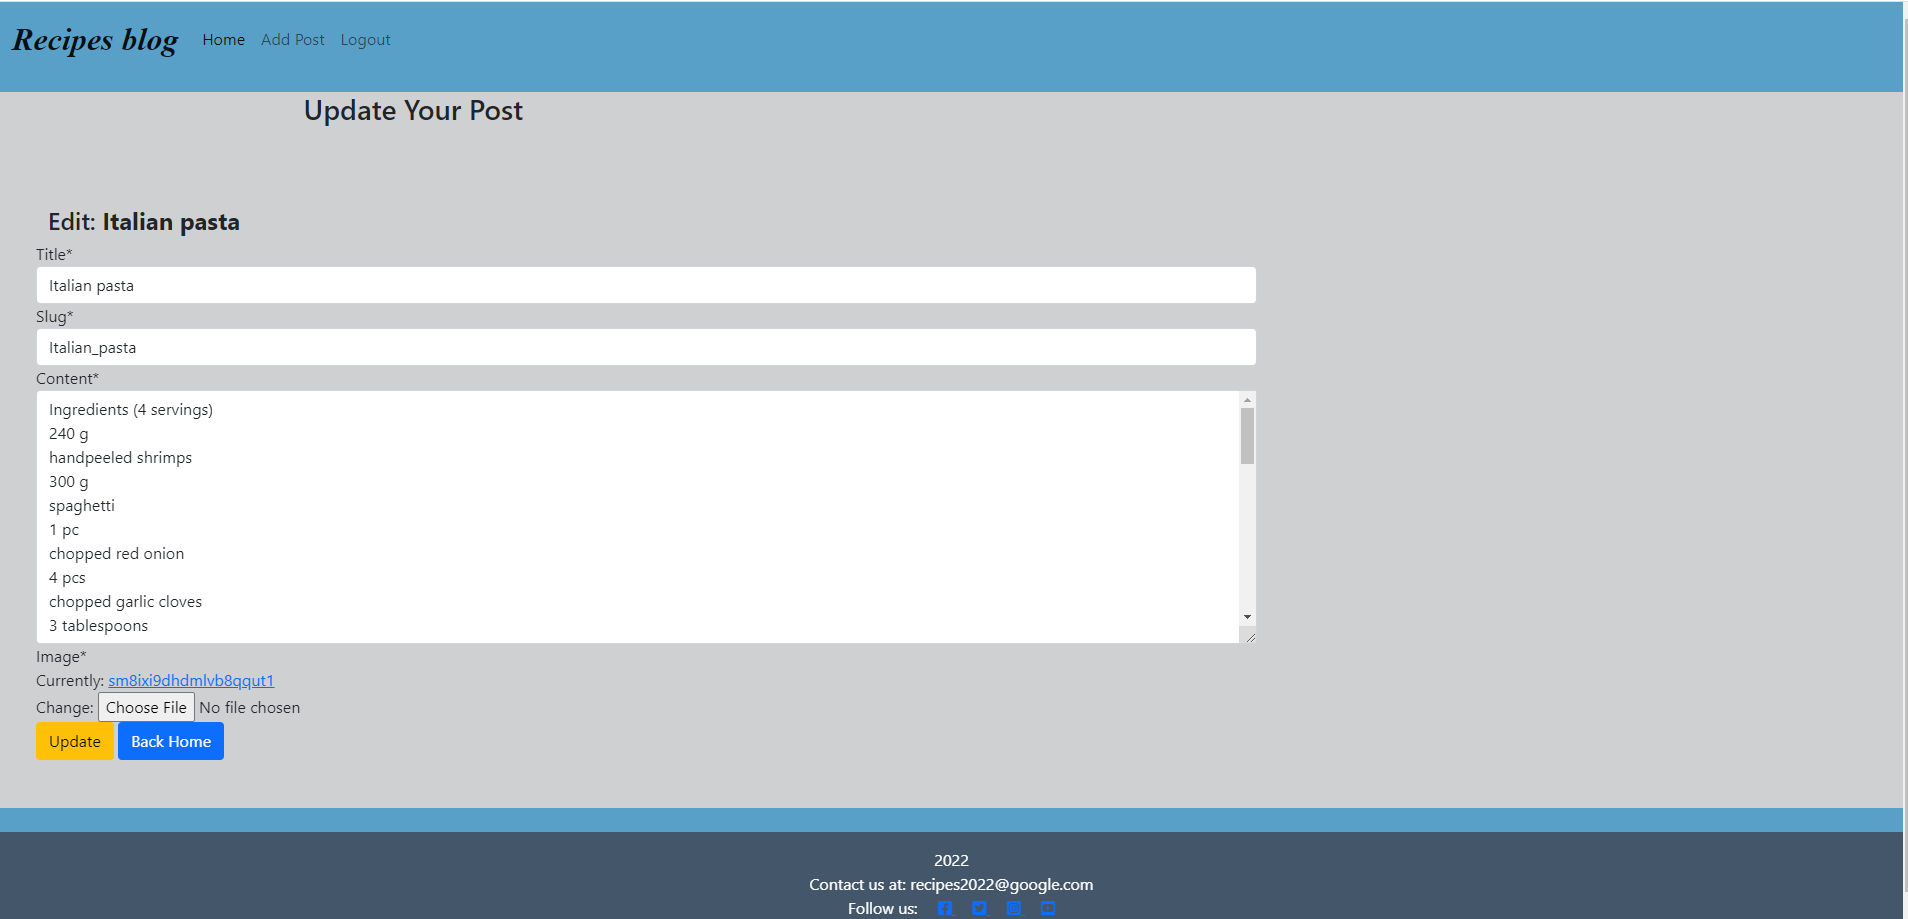 Recipes blog Home Add Post Logout
Update Your Post
Edit: Italian pasta
Title*
Italian pasta
Slug*
Italian_pasta
Content*
Ingredients (4 servings)
240 g
handpeeled shrimps
300 g
spaghetti
1 pc
chopped red onion
4 pcs
chopped garlic cloves
3 tablespoons
Image*
Currently: sm8ixi9dhdmlvb8qqut1
Change: Choose File No file chosen
Update Back Home
2022
Contact us at: recipes2022@google.com
Follow us: